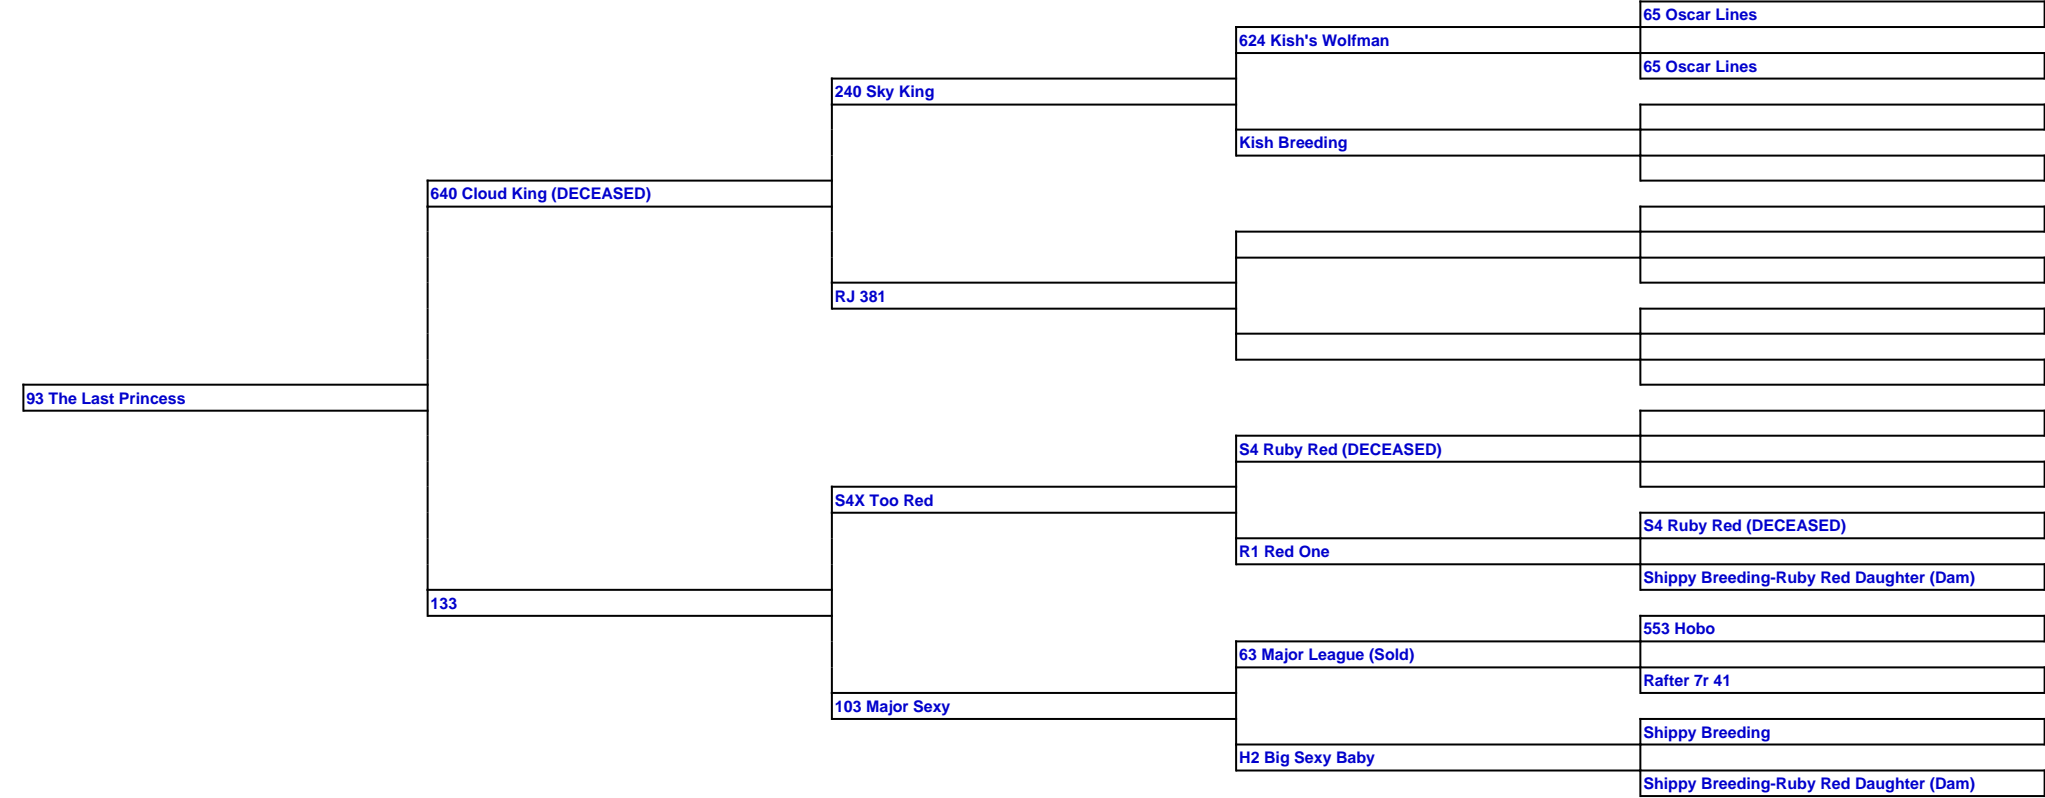 65 Oscar Lines
624 Kish's Wolfman
65 Oscar Lines
240 Sky King
Kish Breeding
640 Cloud King (DECEASED)
RJ 381
93 The Last Princess
S4 Ruby Red (DECEASED)
S4X Too Red
S4 Ruby Red (DECEASED)
R1 Red One
Shippy Breeding-Ruby Red Daughter (Dam)
133
553 Hobo
63 Major League (Sold)
Rafter 7r 41
103 Major Sexy
Shippy Breeding
H2 Big Sexy Baby
Shippy Breeding-Ruby Red Daughter (Dam)